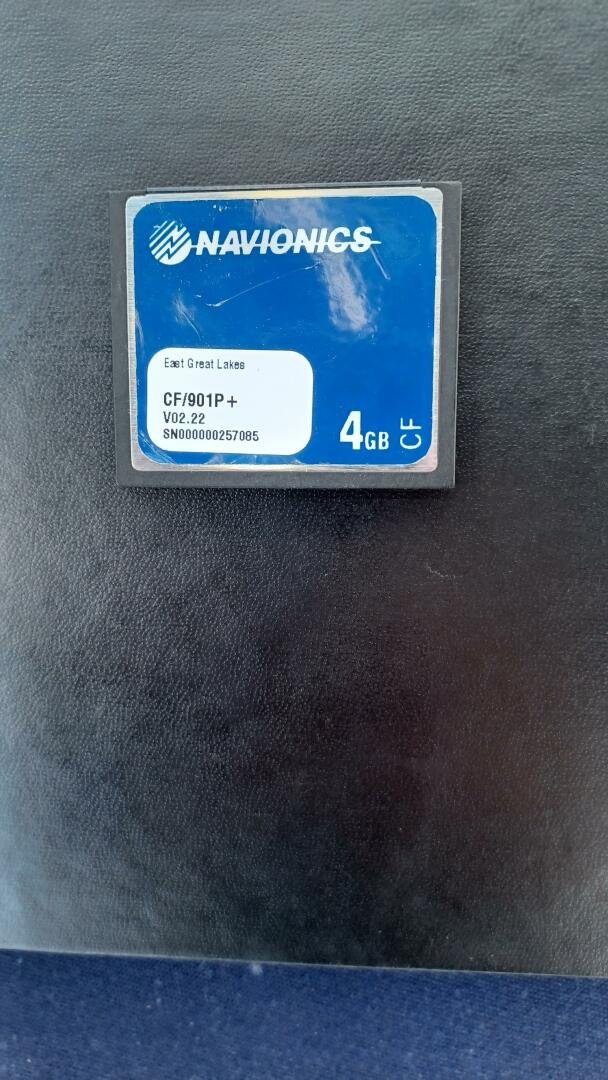 NAVIONICS
East Great Lakes
CF/901P+
V02.22
SN000000257085
4GB CF